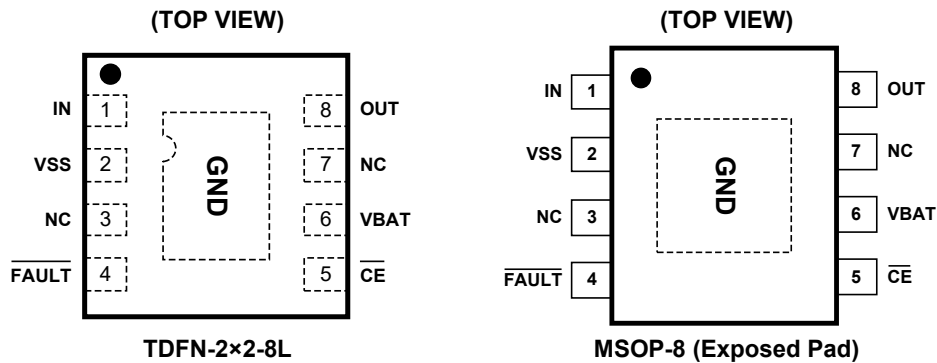 (TOP VIEW)
IN 1 8 OUT
VSS 2 7 NC
NC 3 6 VBAT
FAULT 4 5 CE
GND
TDFN-2×2-8L
(TOP VIEW)
IN 1 8 OUT
VSS 2 7 NC
NC 3 6 VBAT
FAULT 4 5 CE
GND
MSOP-8 (Exposed Pad)